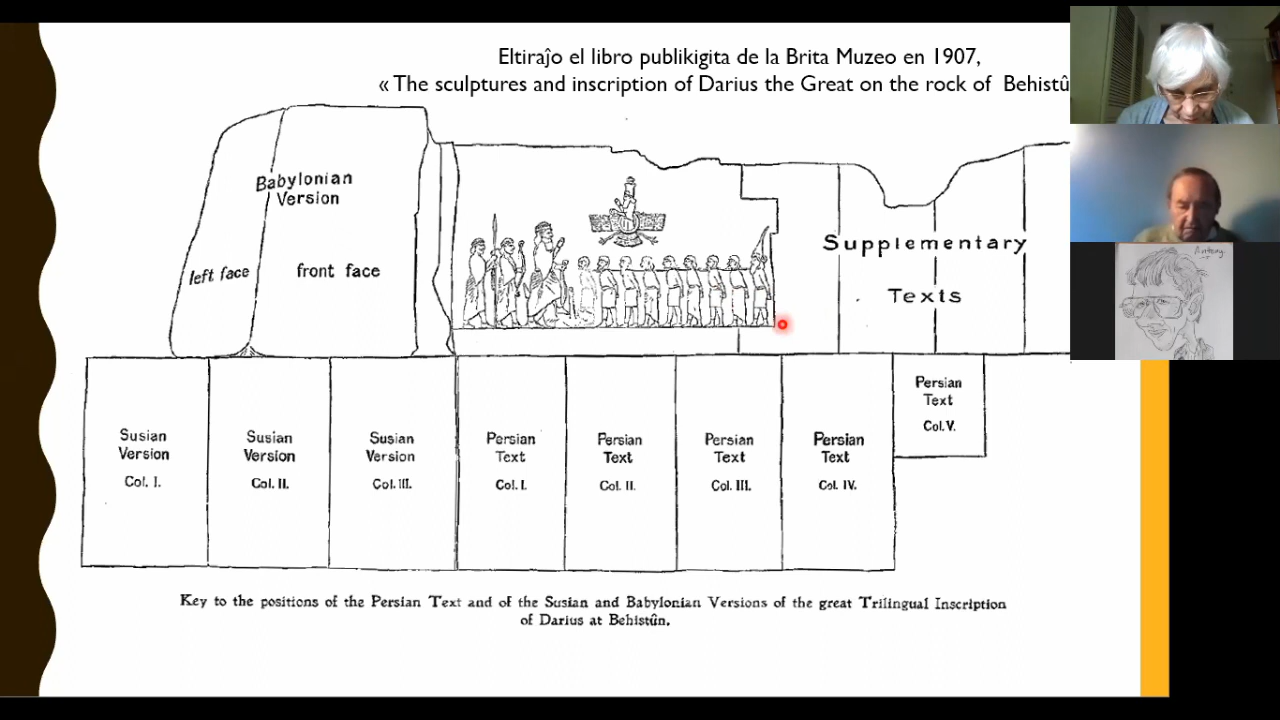 Eltiraĵo el libro publikigita de la Brita Muzeo en 1907,
« The sculptures and inscription of Darius the Great on the rock of Behistû
Babylonian
Version
left face
front face
Supplementary
Texts
Susian
Version
Col. I.
Susian
Version
Col. II.
Susian
Version
Col. III.
Persian
Text
Col. I.
Persian
Text
Col. II.
Persian
Text
Col. III.
Persian
Text
Col. IV.
Persian
Text
Col. V.
Key to the positions of the Persian Text and of the Susian and Babylonian Versions of the great Trilingual Inscription
of Darius at Behistûn.
Antony